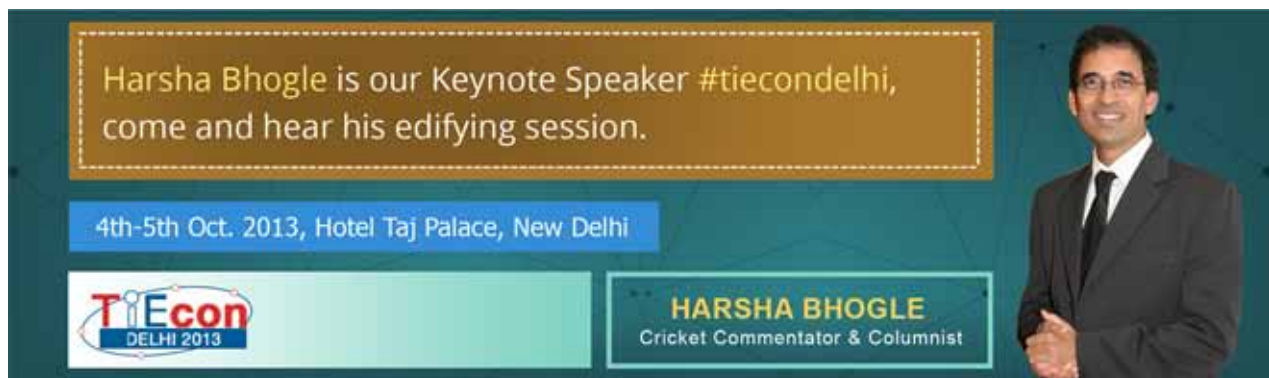 Harsha Bhogle is our Keynote Speaker #tiecondelhi,
come and hear his edifying session.
4th-5th Oct. 2013, Hotel Taj Palace, New Delhi
TiEcon
DELHI 2013
HARSHA BHOGLE
Cricket Commentator & Columnist